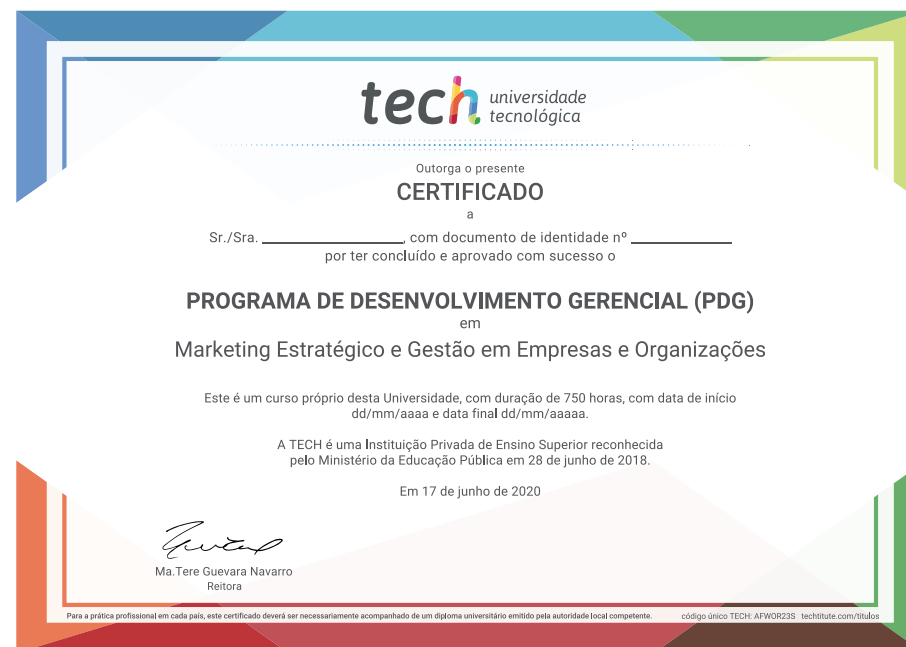 tech universidade
tecnológica
Outorga o presente
CERTIFICADO
a
Sr./Sra. ____________, com documento de identidade nº ____________
por ter concluído e aprovado com sucesso o
PROGRAMA DE DESENVOLVIMENTO GERENCIAL (PDG)
em
Marketing Estratégico e Gestão em Empresas e Organizações
Este é um curso próprio desta Universidade, com duração de 750 horas, com data de início
dd/mm/aaaa e data final dd/mm/aaaaa.
A TECH é uma Instituição Privada de Ensino Superior reconhecida
pelo Ministério da Educação Pública em 28 de junho de 2018.
Em 17 de junho de 2020
Ma.Tere Guevara Navarro
Reitora
Para a prática profissional em cada país, este certificado deverá ser necessariamente acompanhado de um diploma universitário emitido pela autoridade local competente. código único TECH: AFWOR23S techtitute.com/titulos